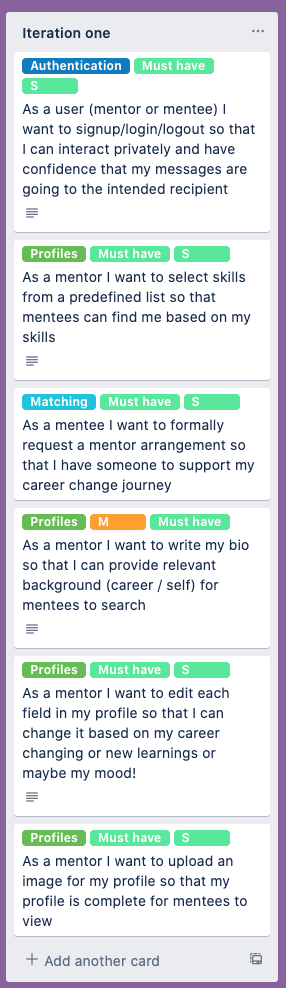 Iteration one
Authentication Must have
S
As a user (mentor or mentee) I
want to signup/login/logout so that
I can interact privately and have
confidence that my messages are
going to the intended recipient
Profiles Must have S
As a mentor I want to select skills
from a predefined list so that
mentees can find me based on my
skills
Matching Must have S
As a mentee I want to formally
request a mentor arrangement so
that I have someone to support my
career change journey
Profiles M Must have
As a mentor I want to write my bio
so that I can provide relevant
background (career / self) for
mentees to search
Profiles Must have S
As a mentor I want to edit each
field in my profile so that I can
change it based on my career
changing or new learnings or
maybe my mood!
Profiles Must have S
As a mentor I want to upload an
image for my profile so that my
profile is complete for mentees to
view
+ Add another card